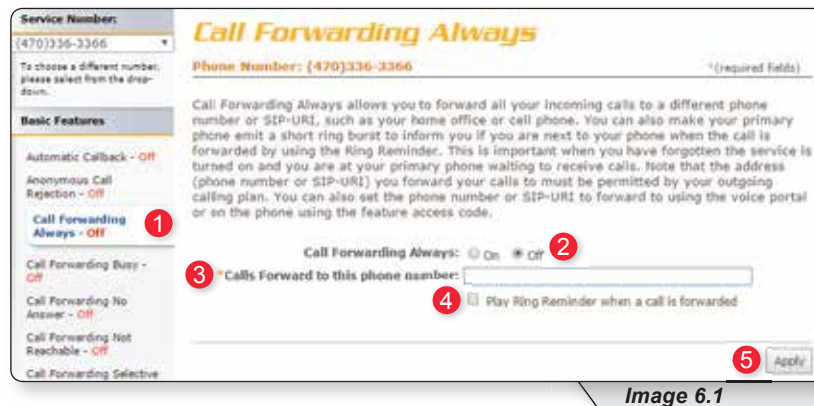 Service Number:
(470)336-3366
To choose a different number, please select from the drop-down.
Basic Features
Automatic Callback - Off
Anonymous Call Rejection - Off
Call Forwarding Always - Off
1
Call Forwarding Busy - Off
Call Forwarding No Answer - Off
Call Forwarding Not Reachable - Off
Call Forwarding Selective
Call Forwarding Always
Phone Number: (470)336-3366
*(required fields)
Call Forwarding Always allows you to forward all your incoming calls to a different phone
number or SIP-URI, such as your home office or cell phone. You can also make your primary
phone emit a short ring burst to inform you if you are next to your phone when the call is
forwarded by using the Ring Reminder. This is important when you have forgotten the service is
turned on and you are at your primary phone waiting to receive calls. Note that the address
(phone number or SIP-URI) you forward your calls to must be permitted by your outgoing
calling plan. You can also set the phone number or SIP-URI to forward to using the voice portal
or on the phone using the feature access code.
Call Forwarding Always: On Off 2
3 *Calls Forward to this phone number:
4 Play Ring Reminder when a call is forwarded
5 Apply
Image 6.1